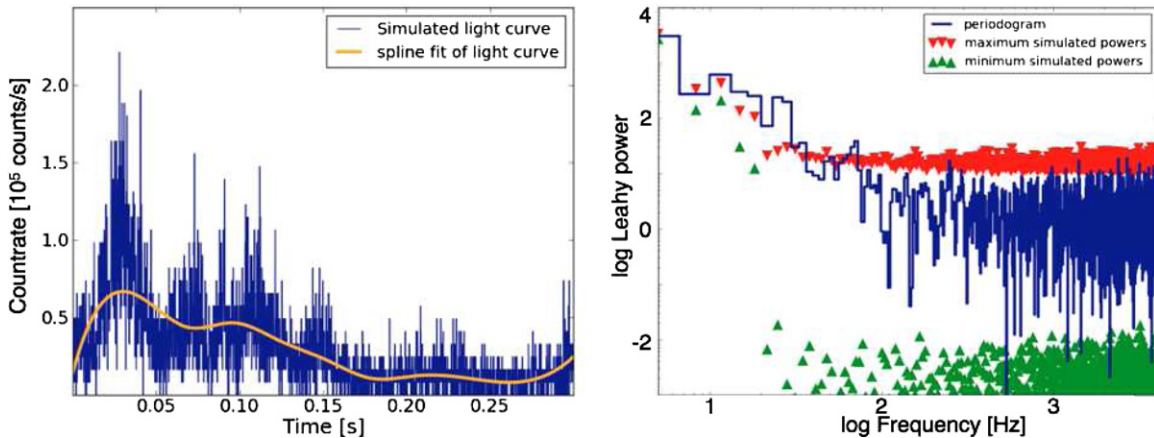 Simulated light curve
spline fit of light curve
Countrate [10⁵ counts/s]
2.0
1.5
1.0
0.5
0.05
0.10
0.15
0.20
0.25
Time [s]
periodogram
maximum simulated powers
minimum simulated powers
log Leahy power
4
2
0
-2
1
2
3
log Frequency [Hz]